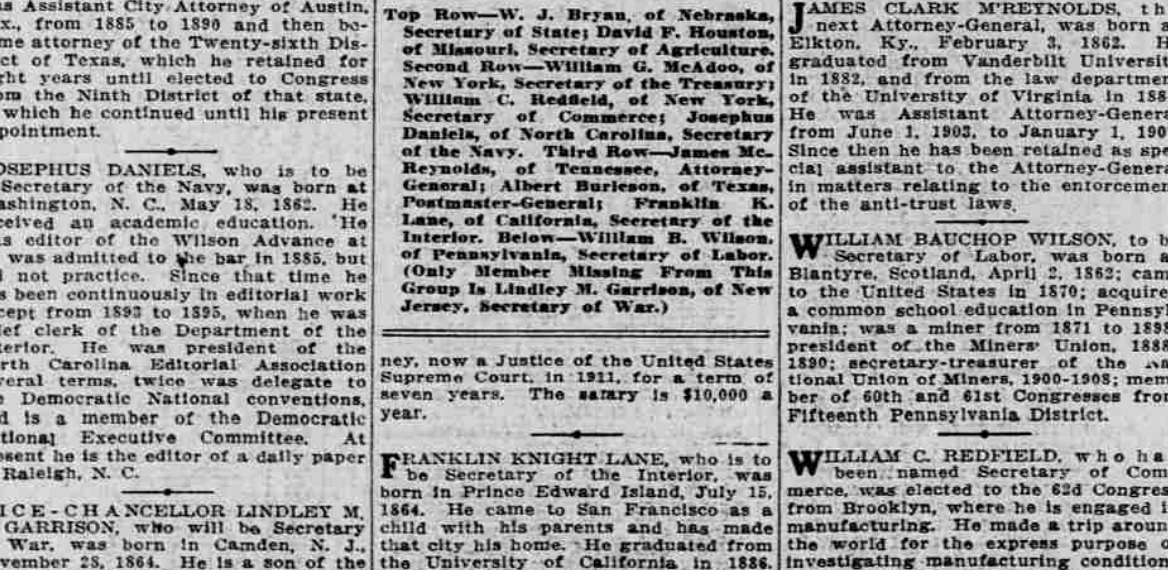 as Assistant City Attorney of Austin,
x., from 1885 to 1890 and then be-
me attorney of the Twenty-sixth Dis-
ct of Texas, which he retained for
ght years until elected to Congress
om the Ninth District of that state,
which he continued until his present
pointment.
OSEPHUS DANIELS, who is to be
Secretary of the Navy, was born at
ashington, N. C., May 18, 1862. He
ceived an academic education. He
s editor of the Wilson Advance at
was admitted to the bar in 1885, but
d not practice. Since that time he
s been continuously in editorial work
cept from 1893 to 1895, when he was
ief clerk of the Department of the
terior. He was president of the
rth Carolina Editorial Association
veral terms, twice was delegate to
e Democratic National conventions,
d is a member of the Democratic
tional Executive Committee. At
esent he is the editor of a daily paper
Raleigh, N. C.
ICE-CHANCELLOR LINDLEY M.
GARRISON, who will be Secretary
War, was born in Camden, N. J.,
vember 28, 1864. He is a son of the
Top Row—W. J. Bryan, of Nebraska,
Secretary of State; David F. Houston,
of Missouri, Secretary of Agriculture.
Second Row—William G. McAdoo, of
New York, Secretary of the Treasury;
William C. Redfield, of New York,
Secretary of Commerce; Josephus
Daniels, of North Carolina, Secretary
of the Navy. Third Row—James Mc-
Reynolds, of Tennessee, Attorney-
General; Albert Burleson, of Texas,
Postmaster-General; Franklin K.
Lane, of California, Secretary of the
Interior. Below—William B. Wilson,
of Pennsylvania, Secretary of Labor.
(Only Member Missing From This
Group Is Lindley M. Garrison, of New
Jersey, Secretary of War.)
ney, now a Justice of the United States
Supreme Court, in 1911, for a term of
seven years. The salary is $10,000 a
year.
FRANKLIN KNIGHT LANE, who is to
be Secretary of the Interior, was
born in Prince Edward Island, July 15,
1864. He came to San Francisco as a
child with his parents and has made
that city his home. He graduated from
the University of California in 1886,
JAMES CLARK M'REYNOLDS, th
next Attorney-General, was born a
Elkton, Ky., February 3, 1862. H
graduated from Vanderbilt Universit
in 1882, and from the law departmen
of the University of Virginia in 188
He was Assistant Attorney-Genera
from June 1, 1903, to January 1, 190
Since then he has been retained as spe
cial assistant to the Attorney-Genera
in matters relating to the enforcemen
of the anti-trust laws.
WILLIAM BAUCHOP WILSON, to b
Secretary of Labor, was born a
Blantyre, Scotland, April 2, 1862; cam
to the United States in 1870; acquire
a common school education in Pennsyl
vania; was a miner from 1871 to 1898
president of the Miners' Union, 1888
1890; secretary-treasurer of the Na
tional Union of Miners, 1900-1908; mem
ber of 60th and 61st Congresses from
Fifteenth Pennsylvania District.
WILLIAM C. REDFIELD, who ha
been named Secretary of Com
merce, was elected to the 62d Congres
from Brooklyn, where he is engaged i
manufacturing. He made a trip aroun
the world for the express purpose o
investigating manufacturing condition